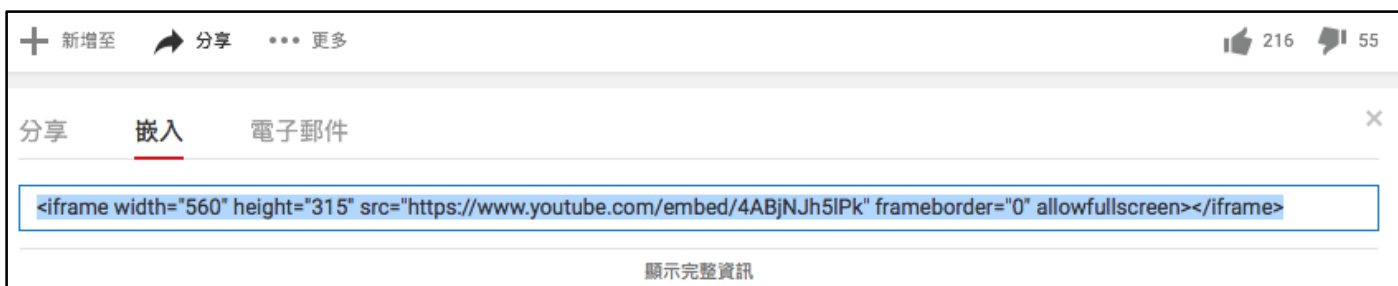 新增至 分享 更多 216 55
分享 嵌入 電子郵件 ×
<iframe width="560" height="315" src="https://www.youtube.com/embed/4ABjNJh5lPk" frameborder="0" allowfullscreen></iframe>
顯示完整資訊